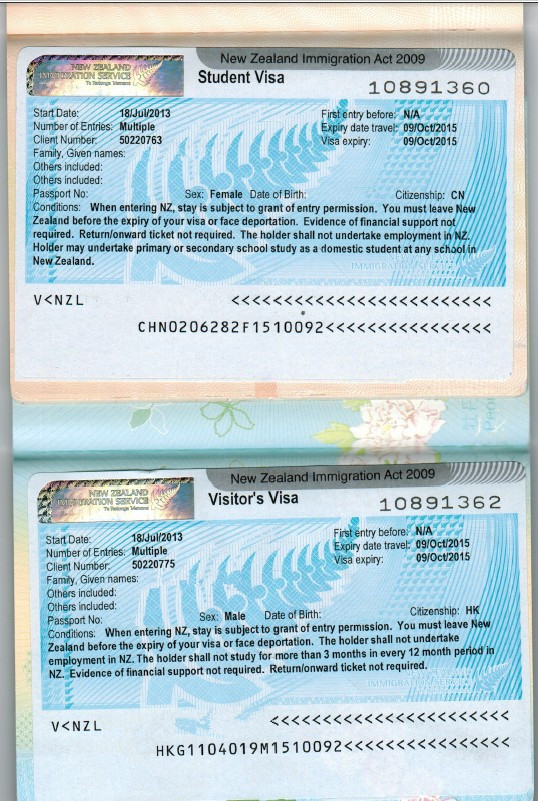 NEW ZEALAND
IMMIGRATION SERVICE
Te Ratonga Manene
New Zealand Immigration Act 2009
Student Visa
10891360
Start Date: 18/Jul/2013 First entry before: N/A
Number of Entries: Multiple Expiry date travel: 09/Oct/2015
Client Number: 50220763 Visa expiry: 09/Oct/2015
Family, Given names:
Others included:
Others included:
Passport No: Sex: Female Date of Birth: Citizenship: CN
Conditions: When entering NZ, stay is subject to grant of entry permission. You must leave New
Zealand before the expiry of your visa or face deportation. Evidence of financial support not
required. Return/onward ticket not required. The holder shall not undertake employment in NZ.
Holder may undertake primary or secondary school study as a domestic student at any school in
New Zealand.
IMMIGRATION SERVICE
V<NZL <<<<<<<<<<<<<<<<<<<<<<<<<<
CHN0206282F1510092<<<<<<<<<<<<<<<<
NEW ZEALAND
IMMIGRATION SERVICE
Te Ratonga Manene
New Zealand Immigration Act 2009
Visitor's Visa
10891362
Start Date: 18/Jul/2013 First entry before: N/A
Number of Entries: Multiple Expiry date travel: 09/Oct/2015
Client Number: 50220775 Visa expiry: 09/Oct/2015
Family, Given names:
Others included:
Others included:
Passport No: Sex: Male Date of Birth: Citizenship: HK
Conditions: When entering NZ, stay is subject to grant of entry permission. You must leave New
Zealand before the expiry of your visa or face deportation. The holder shall not undertake
employment in NZ. The holder shall not study for more than 3 months in every 12 month period in
NZ. Evidence of financial support not required. Return/onward ticket not required.
IMMIGRATION SERVICE
V<NZL <<<<<<<<<<<<<<<<<<<<<<<<
HKG1104019M1510092<<<<<<<<<<<<<<<<